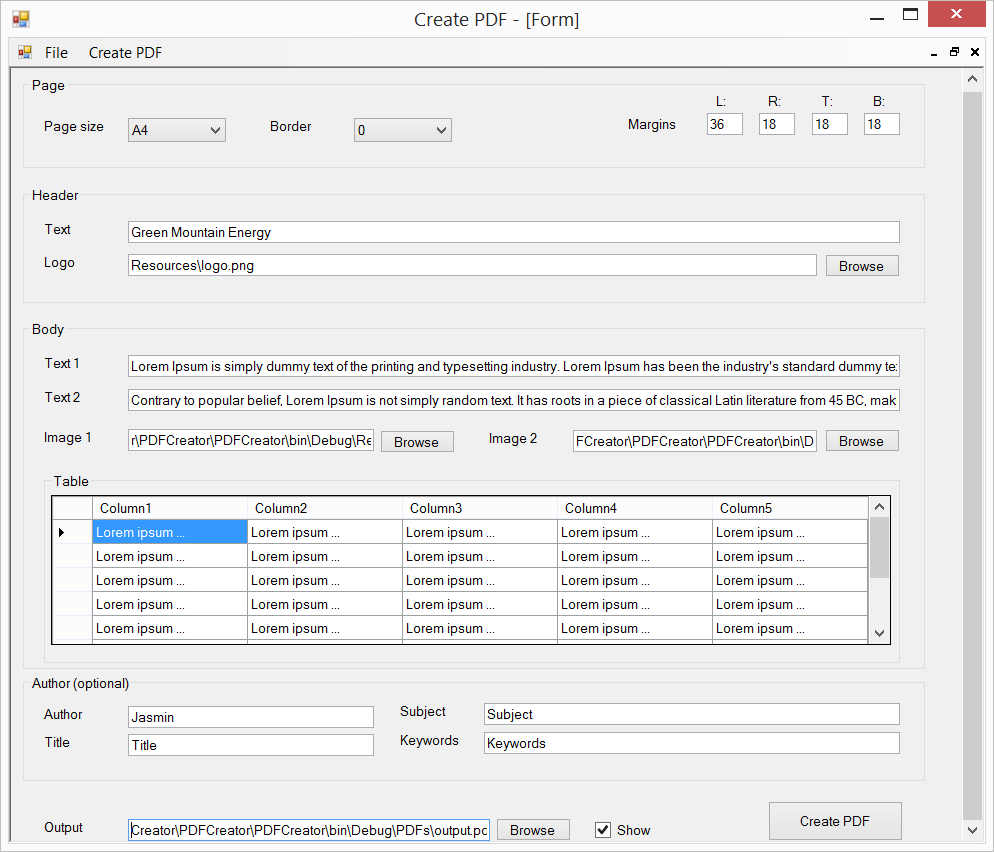 Create PDF - [Form]
File Create PDF
Page
L: R: T: B:
Page size A4 Border 0 Margins 36 18 18 18
Header
Text Green Mountain Energy
Logo Resources\logo.png Browse
Body
Text 1 Lorem Ipsum is simply dummy text of the printing and typesetting industry. Lorem Ipsum has been the industry's standard dummy te
Text 2 Contrary to popular belief, Lorem Ipsum is not simply random text. It has roots in a piece of classical Latin literature from 45 BC, mak
Image 1 r\PDFCreator\PDFCreator\bin\Debug\Re Browse Image 2 FCreator\PDFCreator\PDFCreator\bin\D Browse
Table
Column1 Column2 Column3 Column4 Column5
Lorem ipsum ... Lorem ipsum ... Lorem ipsum ... Lorem ipsum ... Lorem ipsum ...
Lorem ipsum ... Lorem ipsum ... Lorem ipsum ... Lorem ipsum ... Lorem ipsum ...
Lorem ipsum ... Lorem ipsum ... Lorem ipsum ... Lorem ipsum ... Lorem ipsum ...
Lorem ipsum ... Lorem ipsum ... Lorem ipsum ... Lorem ipsum ... Lorem ipsum ...
Lorem ipsum ... Lorem ipsum ... Lorem ipsum ... Lorem ipsum ... Lorem ipsum ...
Author (optional)
Author Jasmin Subject Subject
Title Title Keywords Keywords
Output Creator\PDFCreator\PDFCreator\bin\Debug\PDFs\output.pd Browse Show Create PDF